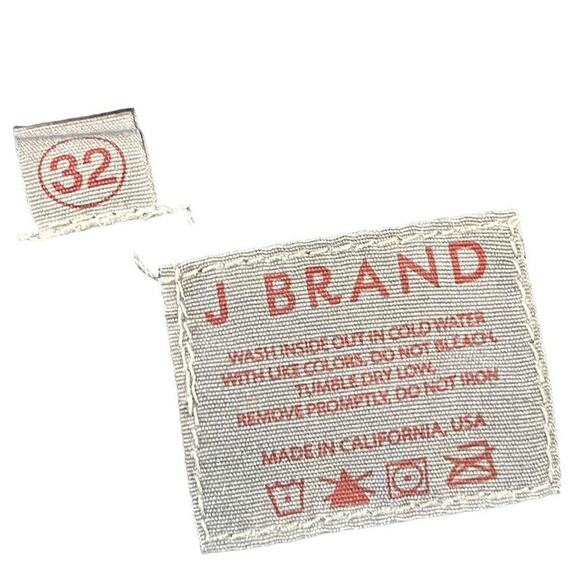 32
J BRAND
WASH INSIDE OUT IN COLD WATER
WITH LIKE COLORS, DO NOT BLEACH,
TUMBLE DRY LOW.
REMOVE PROMPTLY, DO NOT IRON
MADE IN CALIFORNIA, USA